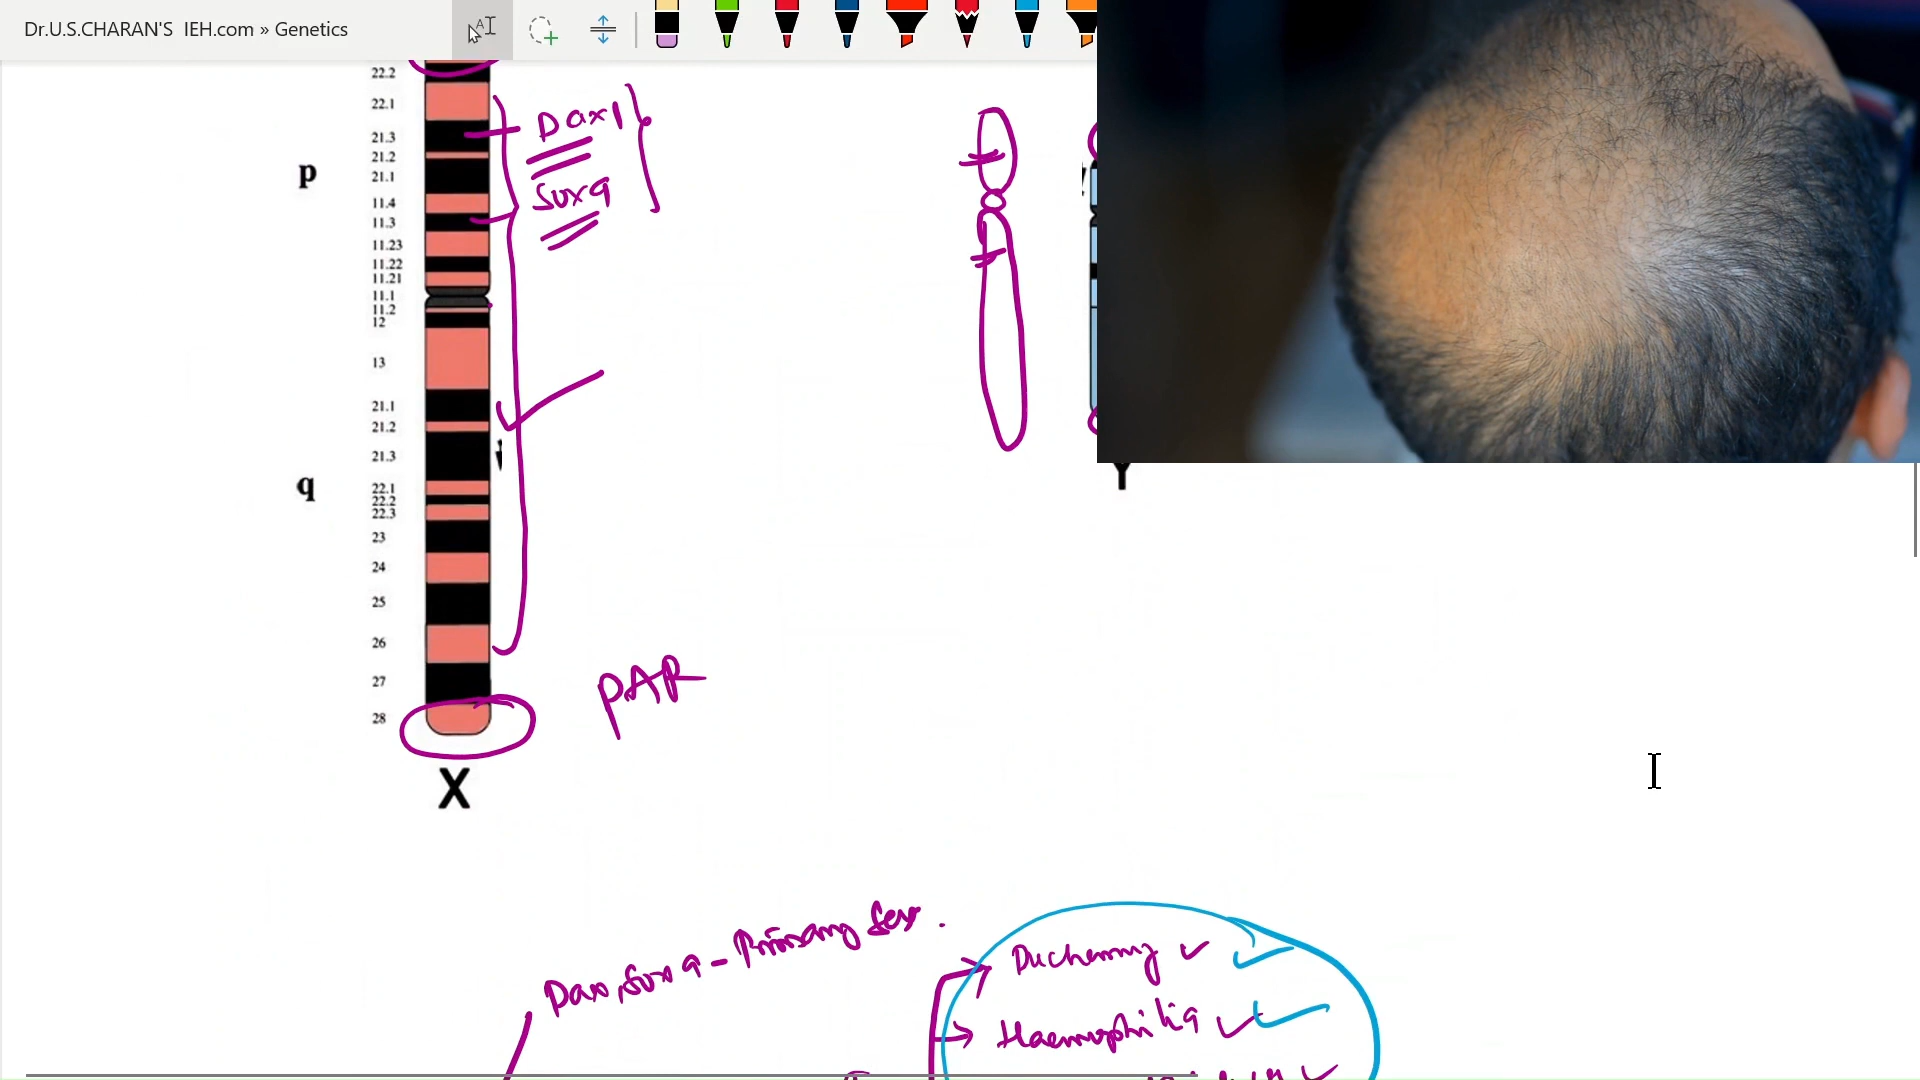 Dr.U.S.CHARAN'S IEH.com » Genetics
22.2
22.1
21.3
21.2
21.1
11.4
11.3
11.23
11.22
11.21
11.1
11.2
12
13
21.1
21.2
21.3
22.1
22.2
22.3
23
24
25
26
27
28
p
q
Dax1
Sox9
PAR
X
Y
Dax, Sox 9 - Primary Sex.
Duchenny
Haemophilia